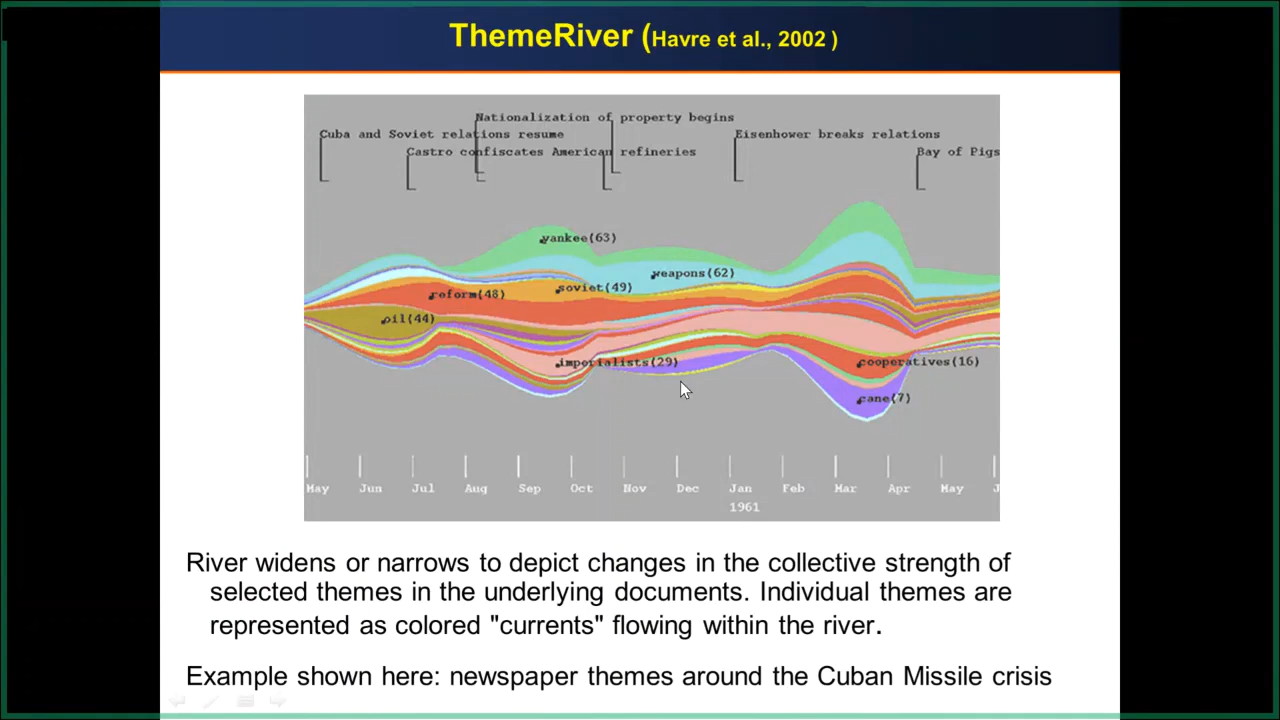 ThemeRiver (Havre et al., 2002 )
Nationalization of property begins
Cuba and Soviet relations resume
Eisenhower breaks relations
Castro confiscates American refineries
Bay of Pigs
yankee(63)
weapons(62)
soviet(49)
reform(48)
oil(44)
imperialists(29)
cooperatives(16)
cane(7)
May Jun Jul Aug Sep Oct Nov Dec Jan Feb Mar Apr May J
1961
River widens or narrows to depict changes in the collective strength of
selected themes in the underlying documents. Individual themes are
represented as colored "currents" flowing within the river.
Example shown here: newspaper themes around the Cuban Missile crisis